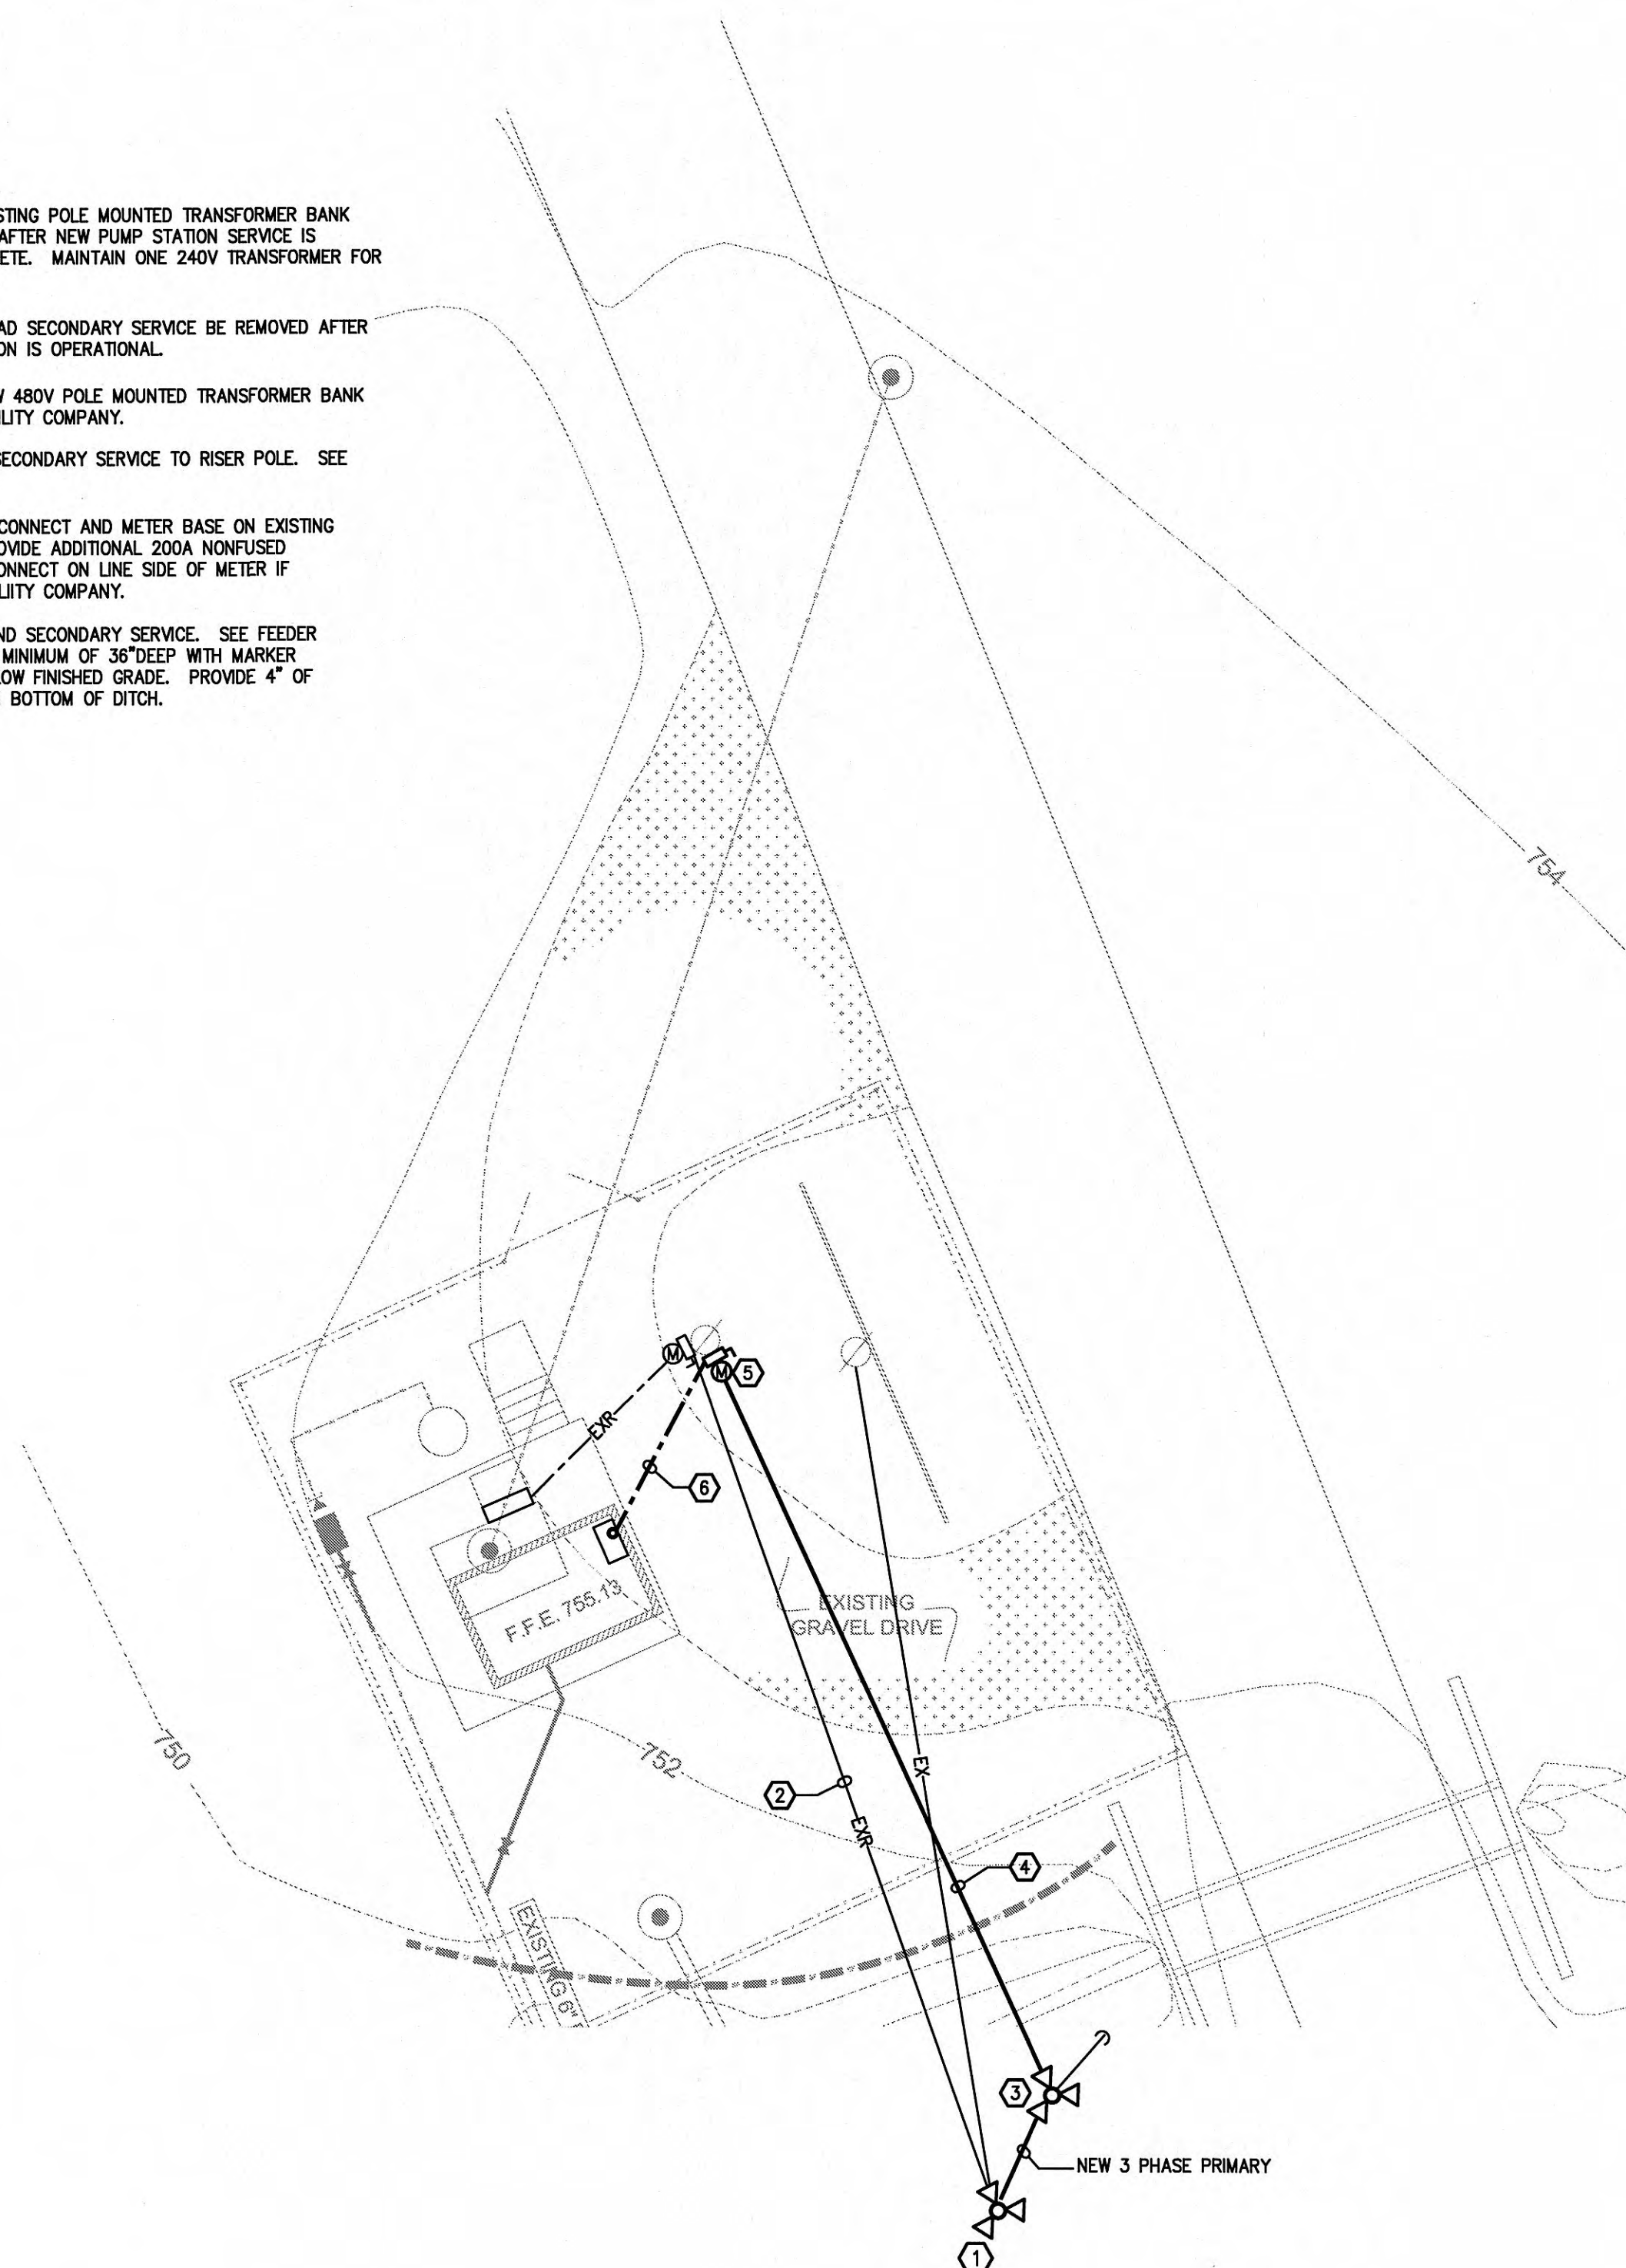 STING POLE MOUNTED TRANSFORMER BANK
AFTER NEW PUMP STATION SERVICE IS
ETE. MAINTAIN ONE 240V TRANSFORMER FOR
AD SECONDARY SERVICE BE REMOVED AFTER
ON IS OPERATIONAL.
480V POLE MOUNTED TRANSFORMER BANK
ILITY COMPANY.
SECONDARY SERVICE TO RISER POLE. SEE
CONNECT AND METER BASE ON EXISTING
OVIDE ADDITIONAL 200A NONFUSED
ONNECT ON LINE SIDE OF METER IF
LIITY COMPANY.
ND SECONDARY SERVICE. SEE FEEDER
MINIMUM OF 36"DEEP WITH MARKER
LOW FINISHED GRADE. PROVIDE 4" OF
BOTTOM OF DITCH.
754
M
M
5
EXR
6
F.F.E. 755.13
EXISTING
GRAVEL DRIVE
750
752
EX
2
EXR
4
EXISTING 6"
3
NEW 3 PHASE PRIMARY
1